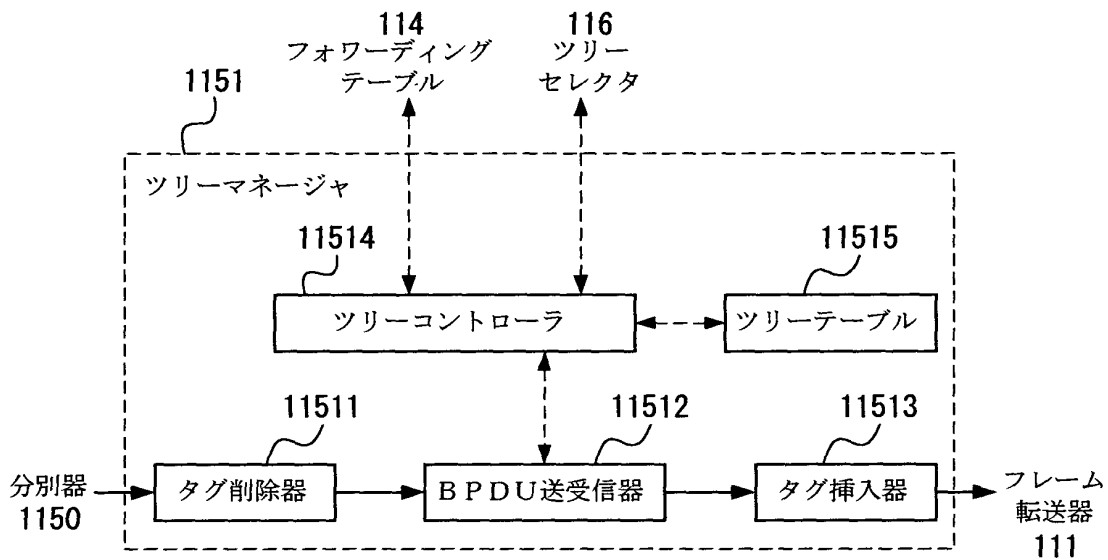 114
フォワーディング
テーブル
116
ツリー
セレクタ
1151
ツリーマネージャ
11514
ツリーコントローラ
11515
ツリーテーブル
11511
タグ削除器
11512
BPDU送受信器
11513
タグ挿入器
分別器
1150
フレーム
転送器
111